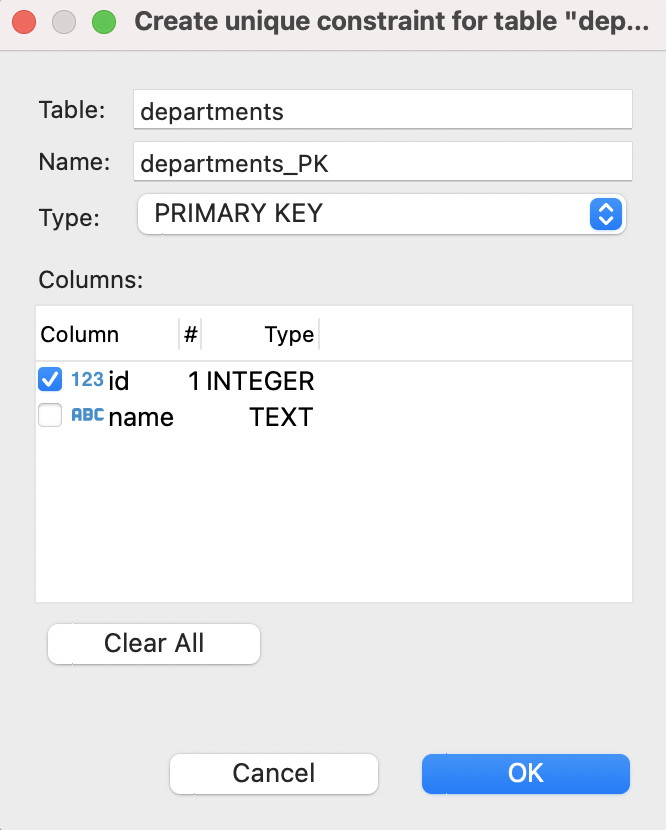 Create unique constraint for table "dep...
Table: departments
Name: departments_PK
Type: PRIMARY KEY
Columns:
Column # Type
123 id 1 INTEGER
ABC name TEXT
Clear All
Cancel OK